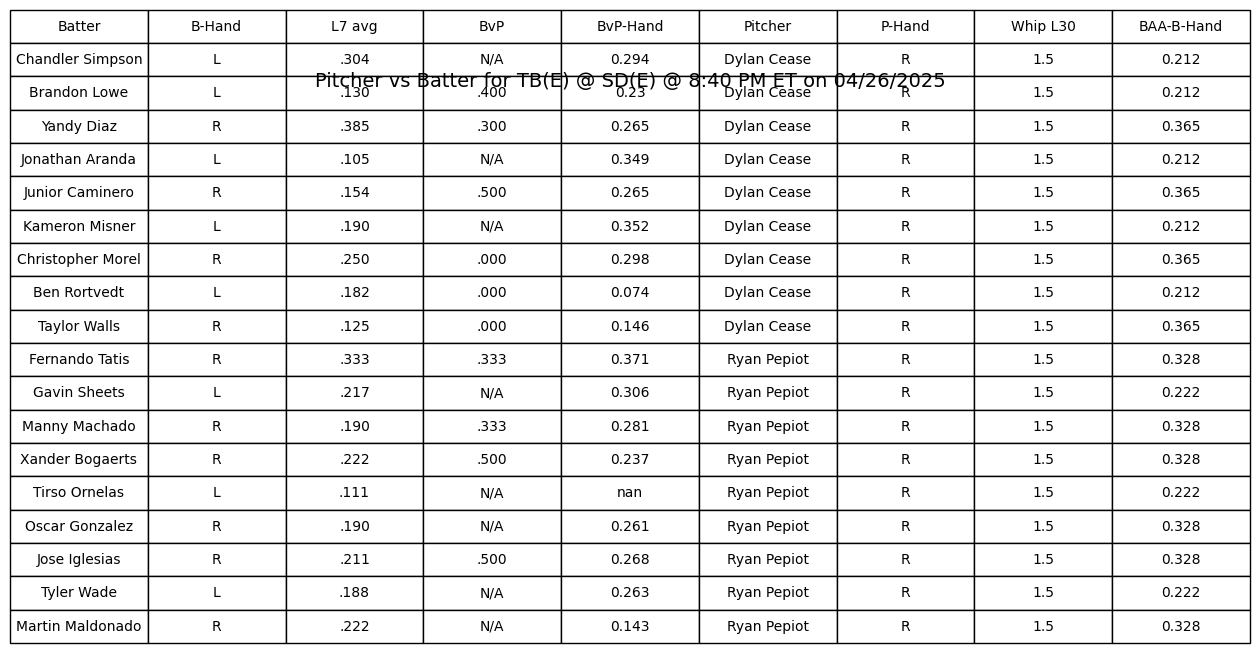 Batter B-Hand L7 avg BvP BvP-Hand Pitcher P-Hand Whip L30 BAA-B-Hand
Chandler Simpson L .304 N/A 0.294 Dylan Cease R 1.5 0.212
Pitcher vs Batter for TB(E) @ SD(E) @ 8:40 PM ET on 04/26/2025
Brandon Lowe L .130 .400 0.23 Dylan Cease R 1.5 0.212
Yandy Diaz R .385 .300 0.265 Dylan Cease R 1.5 0.365
Jonathan Aranda L .105 N/A 0.349 Dylan Cease R 1.5 0.212
Junior Caminero R .154 .500 0.265 Dylan Cease R 1.5 0.365
Kameron Misner L .190 N/A 0.352 Dylan Cease R 1.5 0.212
Christopher Morel R .250 .000 0.298 Dylan Cease R 1.5 0.365
Ben Rortvedt L .182 .000 0.074 Dylan Cease R 1.5 0.212
Taylor Walls R .125 .000 0.146 Dylan Cease R 1.5 0.365
Fernando Tatis R .333 .333 0.371 Ryan Pepiot R 1.5 0.328
Gavin Sheets L .217 N/A 0.306 Ryan Pepiot R 1.5 0.222
Manny Machado R .190 .333 0.281 Ryan Pepiot R 1.5 0.328
Xander Bogaerts R .222 .500 0.237 Ryan Pepiot R 1.5 0.328
Tirso Ornelas L .111 N/A nan Ryan Pepiot R 1.5 0.222
Oscar Gonzalez R .190 N/A 0.261 Ryan Pepiot R 1.5 0.328
Jose Iglesias R .211 .500 0.268 Ryan Pepiot R 1.5 0.328
Tyler Wade L .188 N/A 0.263 Ryan Pepiot R 1.5 0.222
Martin Maldonado R .222 N/A 0.143 Ryan Pepiot R 1.5 0.328